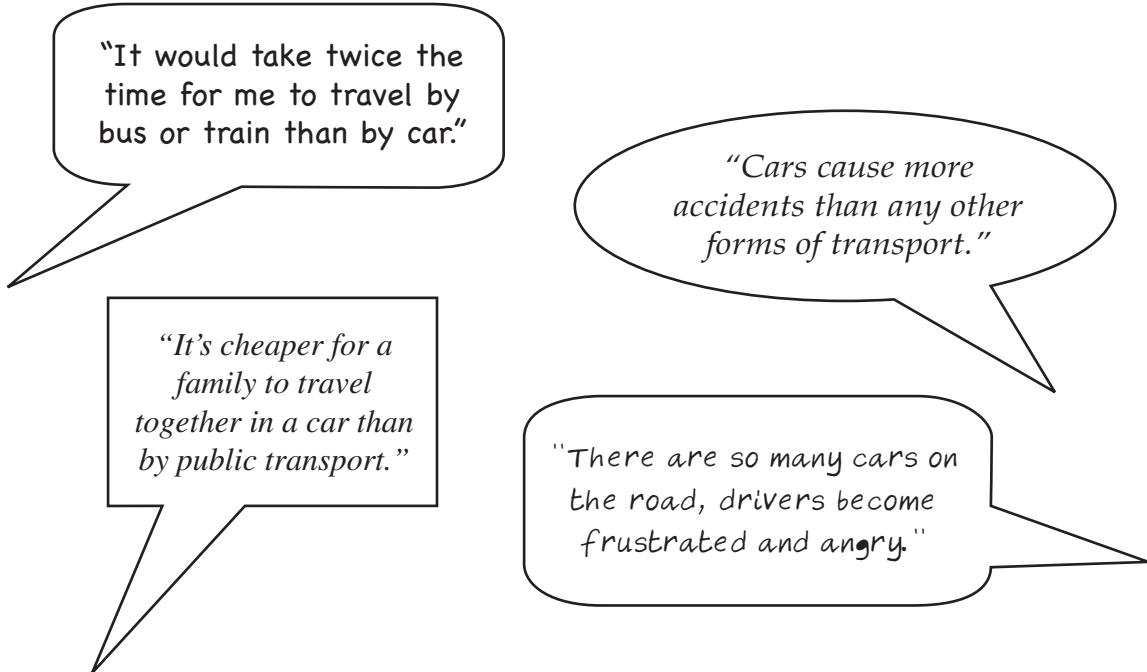 “It would take twice the
time for me to travel by
bus or train than by car.”
“Cars cause more
accidents than any other
forms of transport.”
“It’s cheaper for a
family to travel
together in a car than
by public transport.”
"There are so many cars on
the road, drivers become
frustrated and angry."